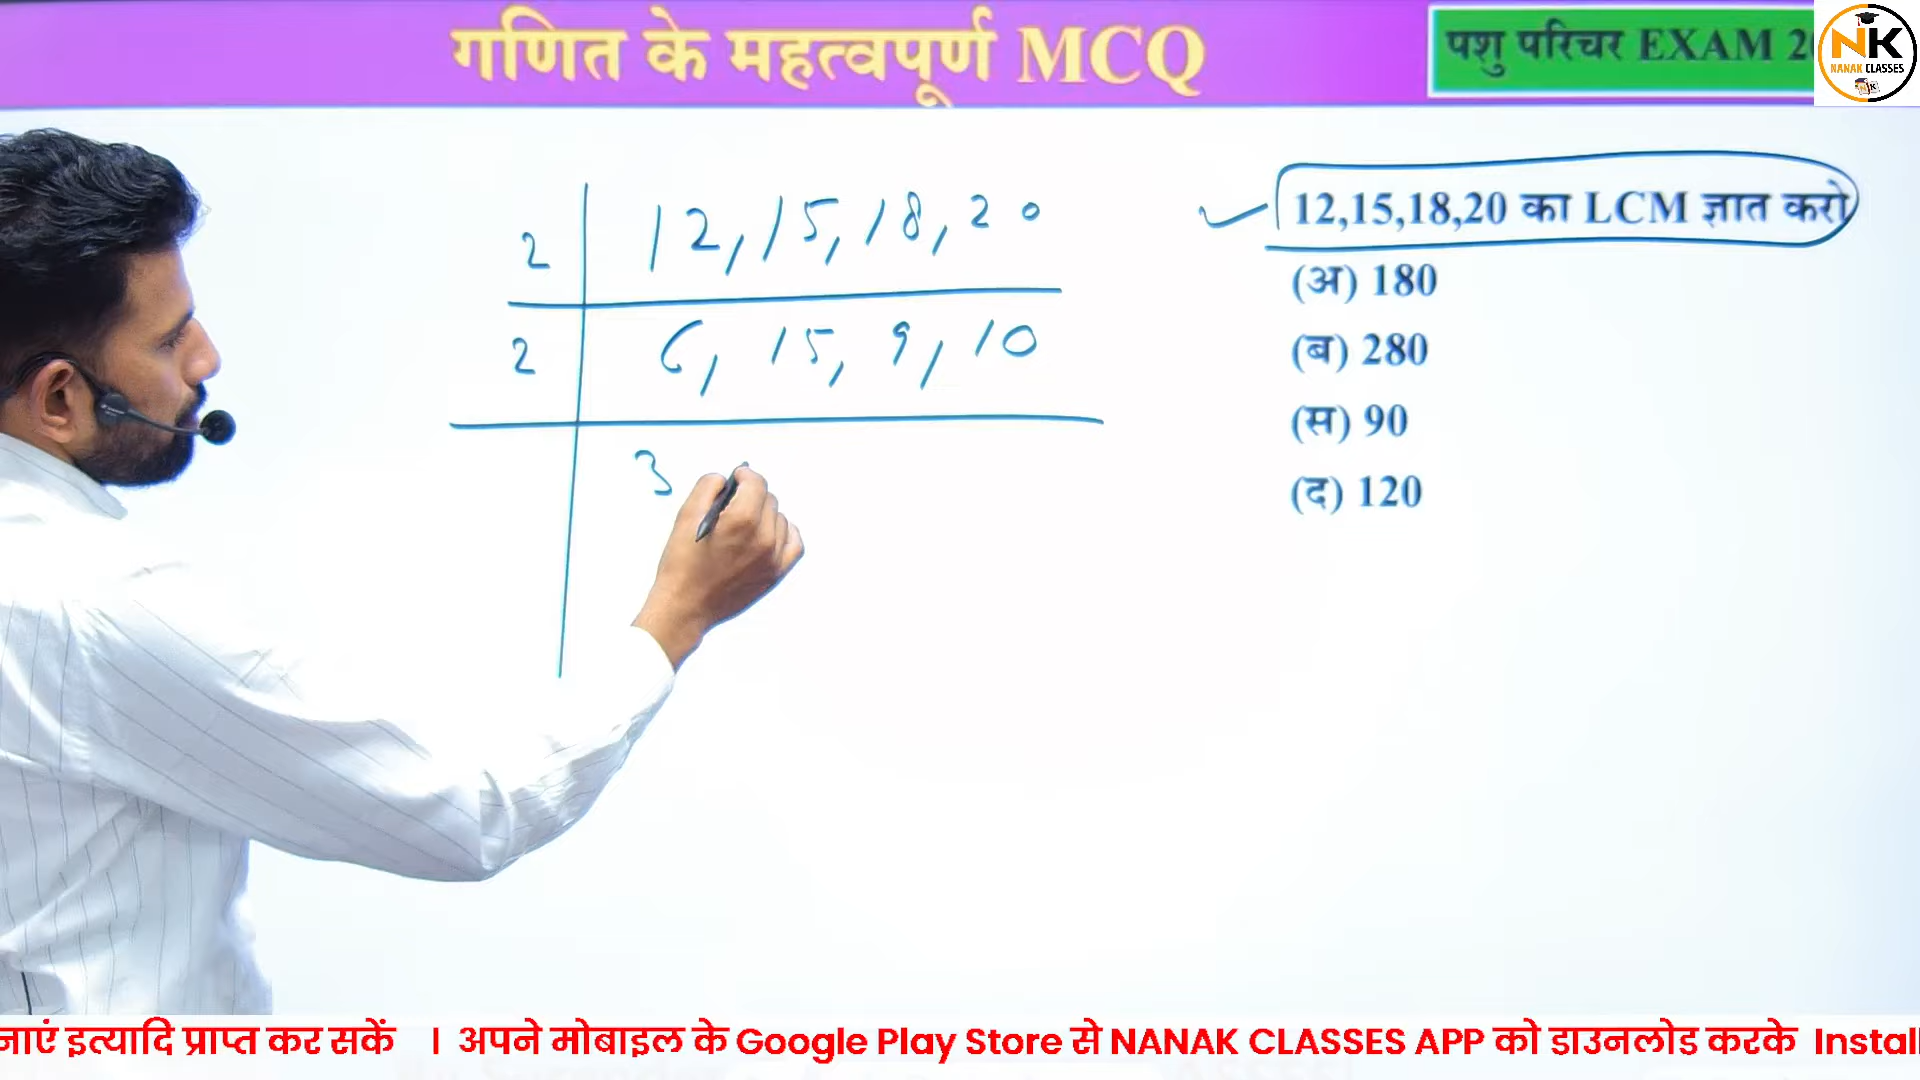 गणित के महत्वपूर्ण MCQ
पशु परिचर EXAM 20
NK
NANAK CLASSES
12,15,18,20 का LCM ज्ञात करो
(अ) 180
(ब) 280
(स) 90
(द) 120
2 12, 15, 18, 20
2 6, 15, 9, 10
3
नाएं इत्यादि प्राप्त कर सकें । अपने मोबाइल के Google Play Store से NANAK CLASSES APP को डाउनलोड करके Install